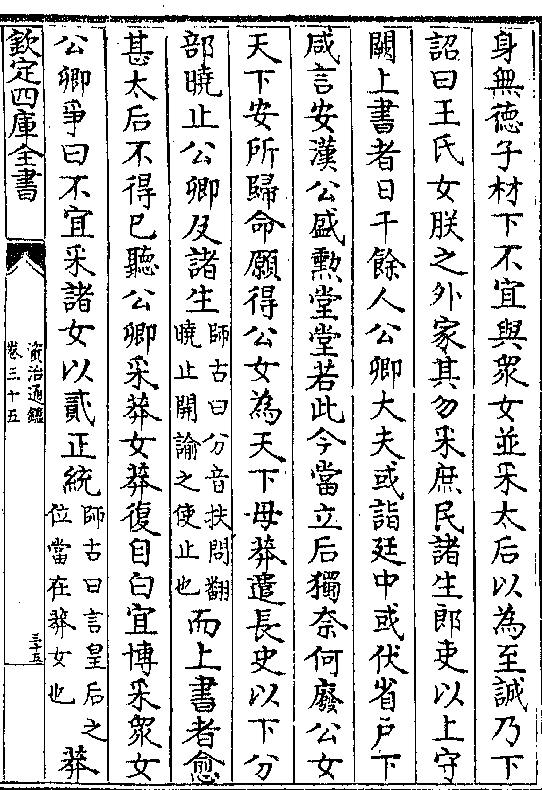 身無徳子材下不宜與衆女並采太后以為至誠乃下
詔曰王氏女朕之外家其勿采庶民諸生郎吏以上守
闕上書者日千餘人公卿大夫或詣廷中或伏省户下
咸言安漢公盛勲堂堂若此今當立后獨奈何廢公女
天下安所歸命願得公女為天下母莽遣長史以下分
部曉止公卿及諸生師古曰分音扶問翻曉止開諭之使止也而上書者愈
甚太后不得已聽公卿采莽女莽復自白宜博采衆女
公卿爭曰不宜采諸女以貳正統師古曰言皇后之位當在莽女也莽
欽定四庫全書
資治通鑑
卷三十五
三十五